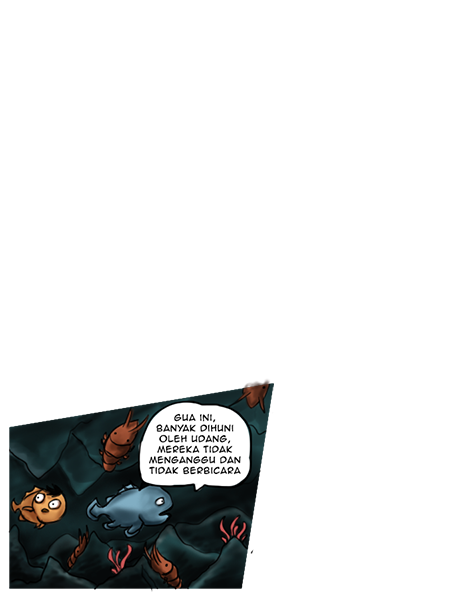 GUA INI,
BANYAK DIHUNI
OLEH UDANG,
MEREKA TIDAK
MENGANGGU DAN
TIDAK BERBICARA